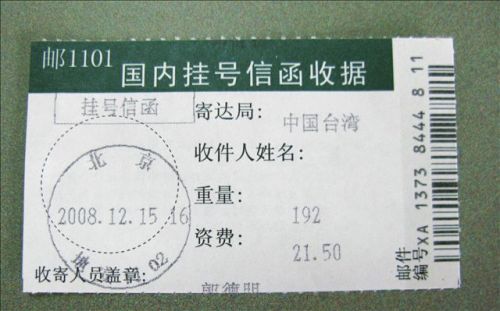 邮1101
国内挂号信函收据
挂号信函
寄达局: 中国台湾
收件人姓名:
重量: 192
资费: 21.50
收寄人员盖章:
北京
2008.12.15.16
02
邮件
编号XA 1373 8444 8 11